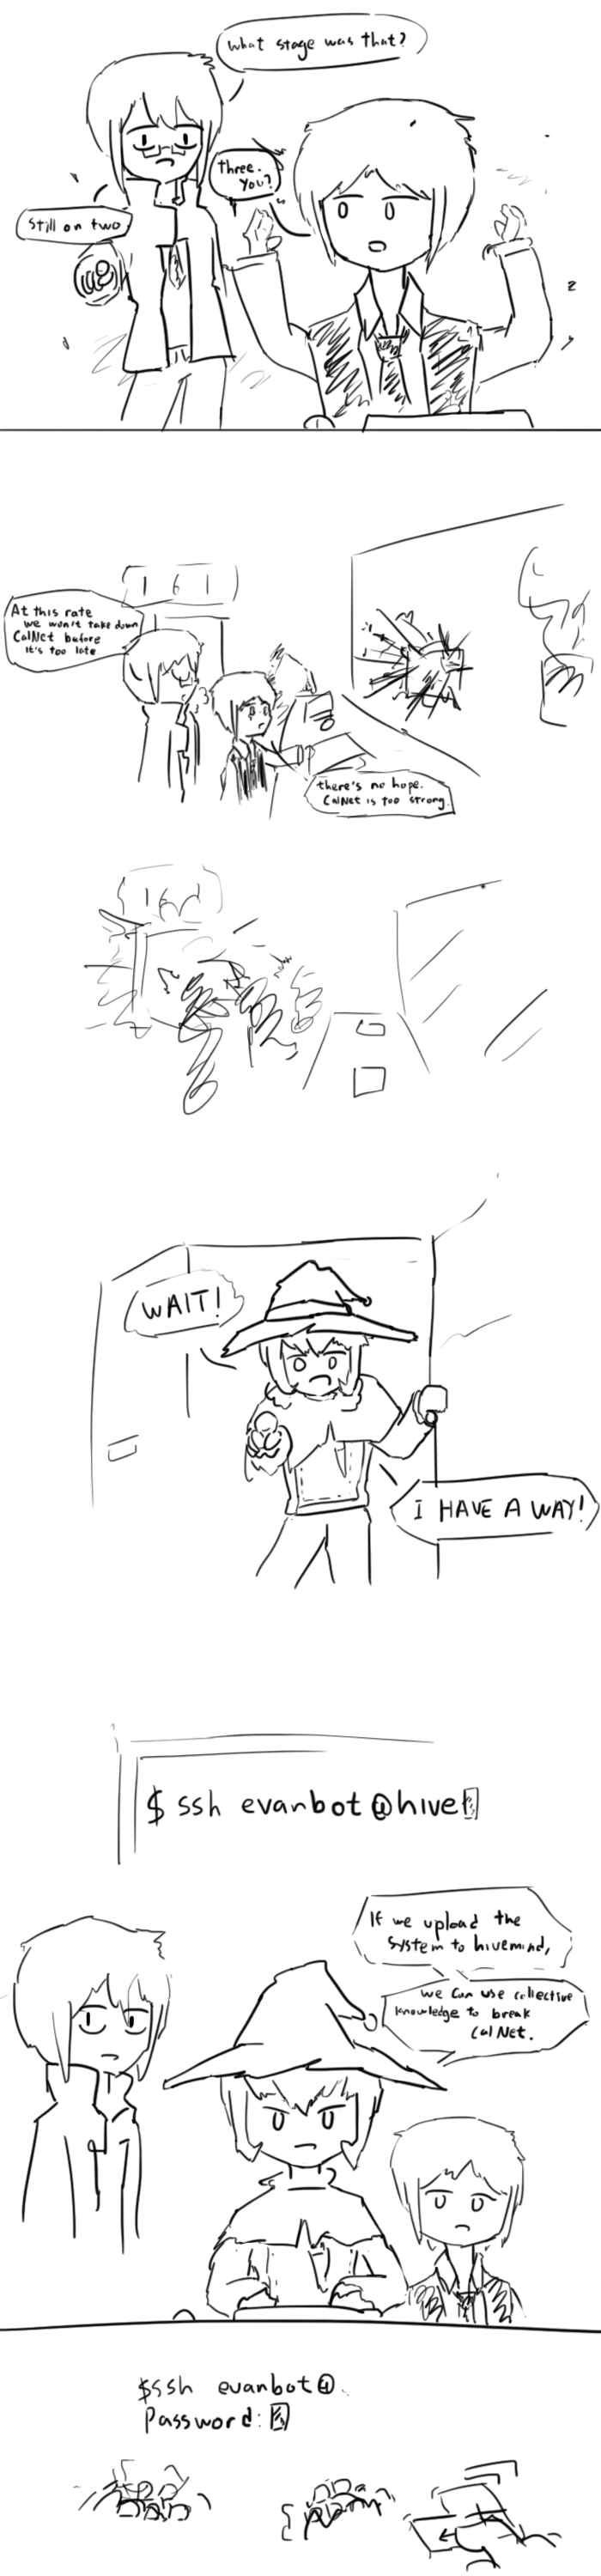 What stage was that?
Three.
You?
Still on two
161
At this rate
we won't take down
CalNet before
it's too late
there's no hope.
CalNet is too strong.
WAIT!
I HAVE A WAY!
$ ssh evanbot@hive
If we upload the
system to hivemind,
we can use collective
knowledge to break
CalNet.
$ssh evanbot@
Password: